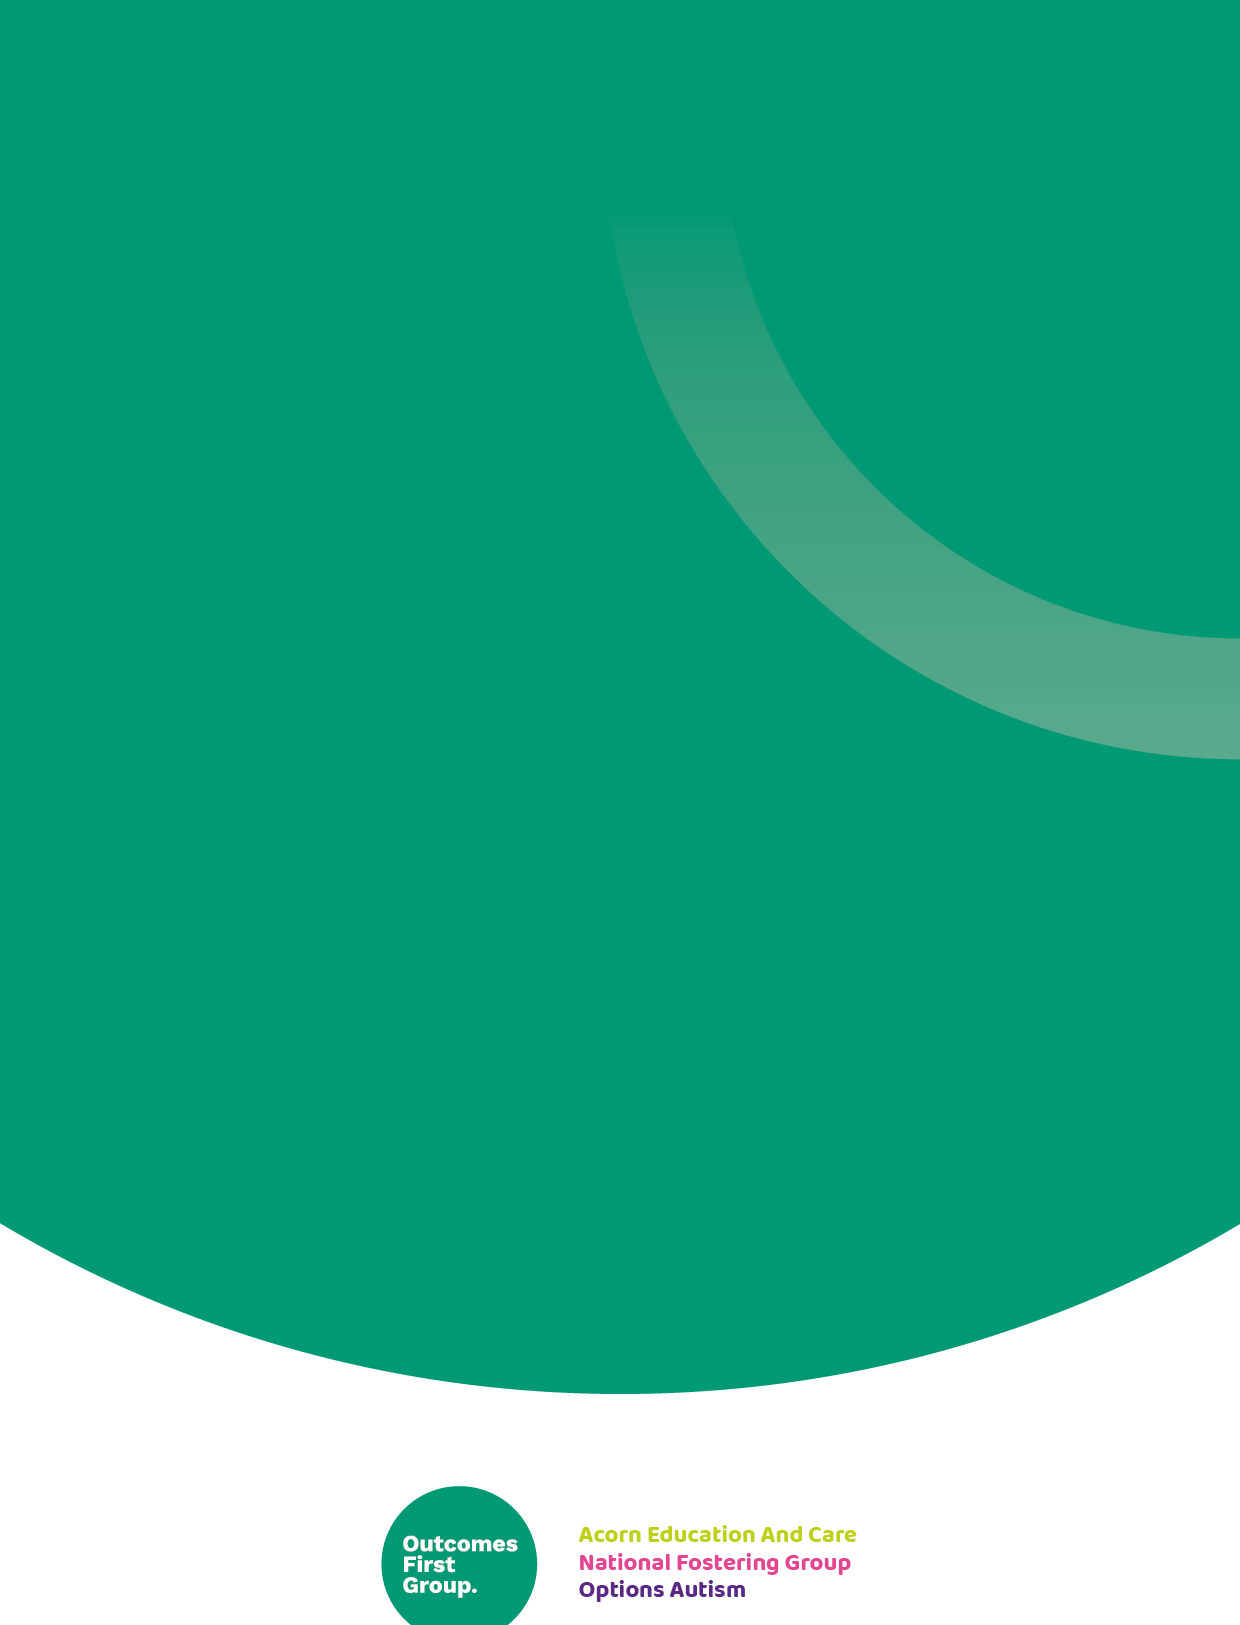 Outcomes
First
Group.
Acorn Education And Care
National Fostering Group
Options Autism